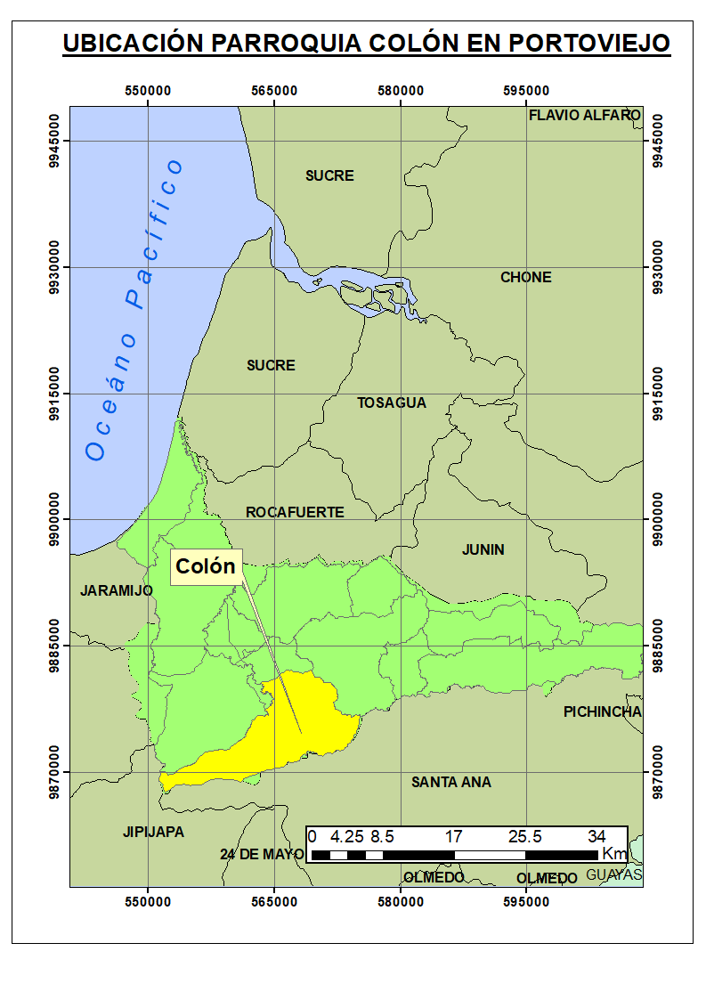 UBICACIÓN PARROQUIA COLÓN EN PORTOVIEJO
550000 565000 580000 595000
FLAVIO ALFARO
9945000 9945000
SUCRE
Oceáno Pacífico
9930000 9930000
CHONE
SUCRE
9915000 9915000
TOSAGUA
ROCAFUERTE
9900000 9900000
JUNIN
Colón
JARAMIJO
9885000 9885000
PICHINCHA
9870000 9870000
SANTA ANA
JIPIJAPA
0 4.25 8.5 17 25.5 34
Km
24 DE MAYO
OLMEDO OLMEDO GUAYAS
550000 565000 580000 595000